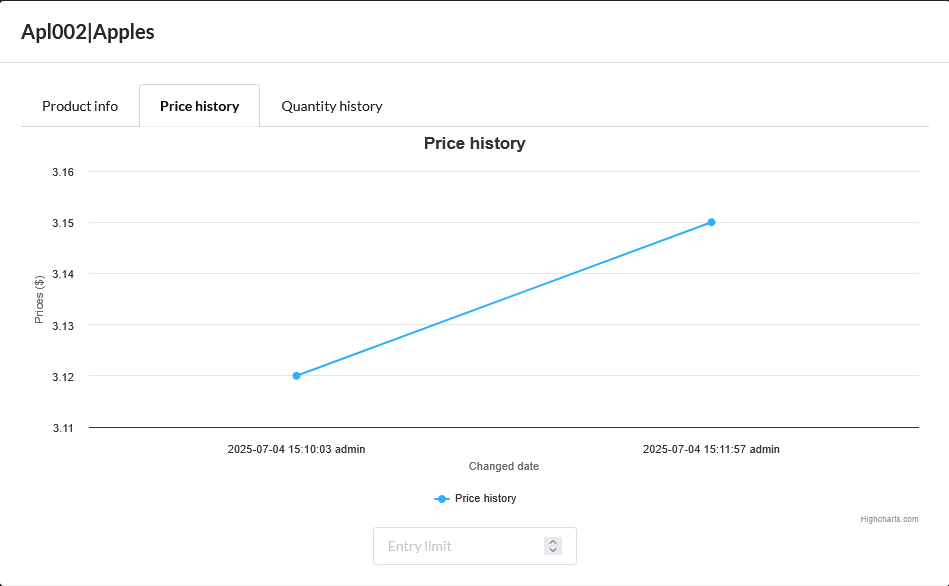 Apl002|Apples
Product info Price history Quantity history
Price history
3.16
3.15
3.14
3.13
3.12
3.11
Prices ($)
2025-07-04 15:10:03 admin 2025-07-04 15:11:57 admin
Changed date
Price history
Highcharts.com
Entry limit